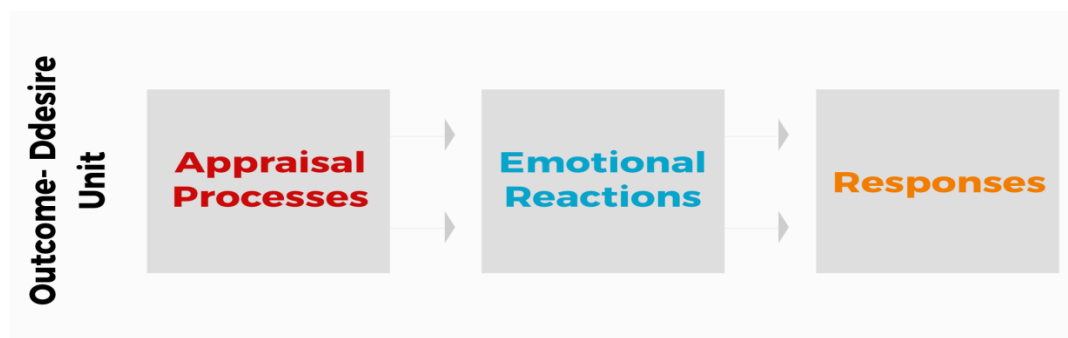 Outcome- Ddesire
Unit
Appraisal
Processes
Emotional
Reactions
Responses